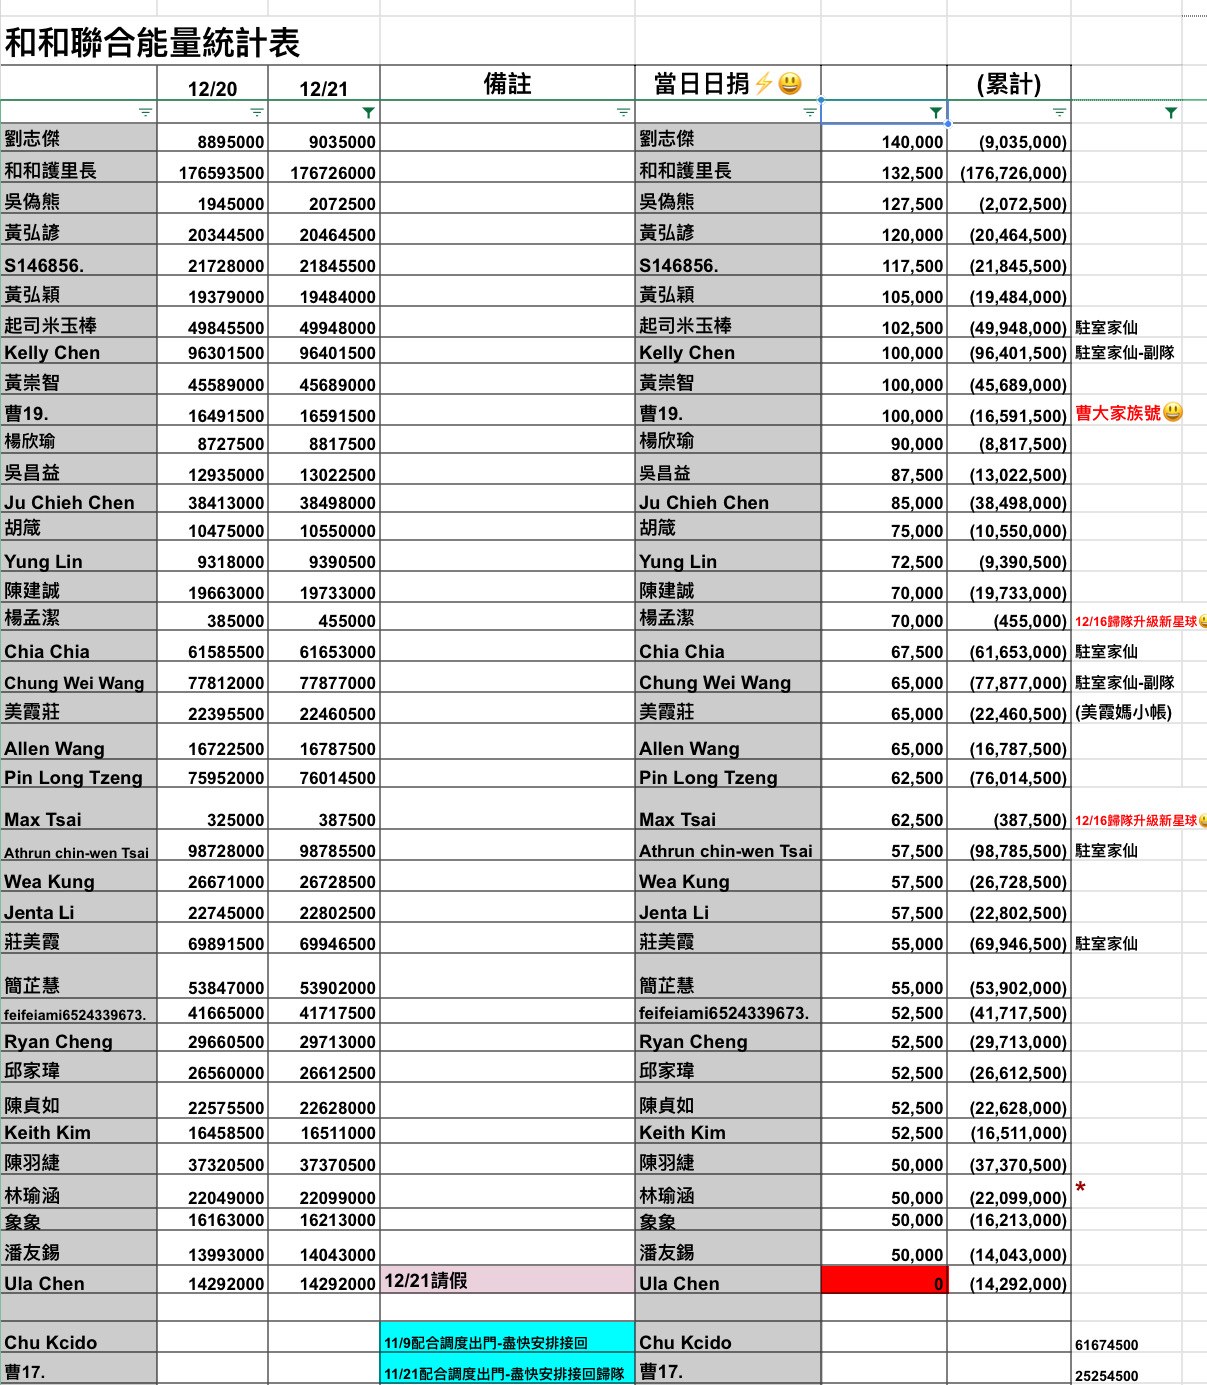 和和聯合能量統計表
12/20 12/21 備註 當日日捐⚡😃 (累計)
劉志傑 8895000 9035000 劉志傑 140,000 (9,035,000)
和和護里長 176593500 176726000 和和護里長 132,500 (176,726,000)
吳偽熊 1945000 2072500 吳偽熊 127,500 (2,072,500)
黃弘諺 20344500 20464500 黃弘諺 120,000 (20,464,500)
S146856. 21728000 21845500 S146856. 117,500 (21,845,500)
黃弘穎 19379000 19484000 黃弘穎 105,000 (19,484,000)
起司米玉棒 49845500 49948000 起司米玉棒 102,500 (49,948,000) 駐室家仙
Kelly Chen 96301500 96401500 Kelly Chen 100,000 (96,401,500) 駐室家仙-副隊
黃崇智 45589000 45689000 黃崇智 100,000 (45,689,000)
曹19. 16491500 16591500 曹19. 100,000 (16,591,500) 曹大家族號😃
楊欣瑜 8727500 8817500 楊欣瑜 90,000 (8,817,500)
吳昌益 12935000 13022500 吳昌益 87,500 (13,022,500)
Ju Chieh Chen 38413000 38498000 Ju Chieh Chen 85,000 (38,498,000)
胡箴 10475000 10550000 胡箴 75,000 (10,550,000)
Yung Lin 9318000 9390500 Yung Lin 72,500 (9,390,500)
陳建誠 19663000 19733000 陳建誠 70,000 (19,733,000)
楊孟潔 385000 455000 楊孟潔 70,000 (455,000) 12/16歸隊升級新星球😃
Chia Chia 61585500 61653000 Chia Chia 67,500 (61,653,000) 駐室家仙
Chung Wei Wang 77812000 77877000 Chung Wei Wang 65,000 (77,877,000) 駐室家仙-副隊
美霞莊 22395500 22460500 美霞莊 65,000 (22,460,500) (美霞媽小帳)
Allen Wang 16722500 16787500 Allen Wang 65,000 (16,787,500)
Pin Long Tzeng 75952000 76014500 Pin Long Tzeng 62,500 (76,014,500)
Max Tsai 325000 387500 Max Tsai 62,500 (387,500) 12/16歸隊升級新星球😃
Athrun chin-wen Tsai 98728000 98785500 Athrun chin-wen Tsai 57,500 (98,785,500) 駐室家仙
Wea Kung 26671000 26728500 Wea Kung 57,500 (26,728,500)
Jenta Li 22745000 22802500 Jenta Li 57,500 (22,802,500)
莊美霞 69891500 69946500 莊美霞 55,000 (69,946,500) 駐室家仙
簡芷慧 53847000 53902000 簡芷慧 55,000 (53,902,000)
feifeiami6524339673. 41665000 41717500 feifeiami6524339673. 52,500 (41,717,500)
Ryan Cheng 29660500 29713000 Ryan Cheng 52,500 (29,713,000)
邱家瑋 26560000 26612500 邱家瑋 52,500 (26,612,500)
陳貞如 22575500 22628000 陳貞如 52,500 (22,628,000)
Keith Kim 16458500 16511000 Keith Kim 52,500 (16,511,000)
陳羽緁 37320500 37370500 陳羽緁 50,000 (37,370,500)
林瑜涵 22049000 22099000 林瑜涵 50,000 (22,099,000) *
象象 16163000 16213000 象象 50,000 (16,213,000)
潘友錫 13993000 14043000 潘友錫 50,000 (14,043,000)
Ula Chen 14292000 14292000 12/21請假 Ula Chen 0 (14,292,000)
Chu Kcido 11/9配合調度出門-盡快安排接回 Chu Kcido 61674500
曹17. 11/21配合調度出門-盡快安排接回歸隊 曹17. 25254500